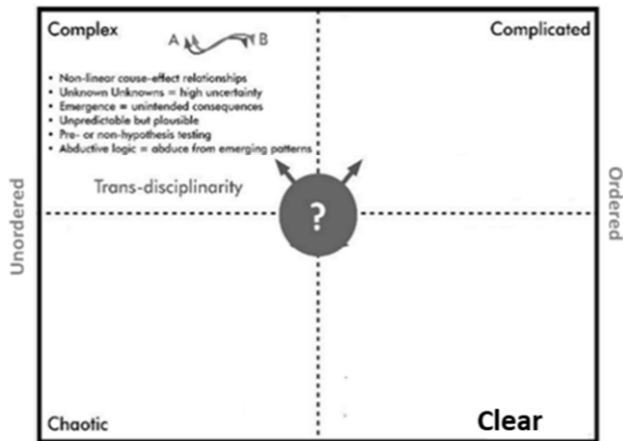 Complex
A B
Complicated
• Non-linear cause-effect relationships
• Unknown Unknowns = high uncertainty
• Emergence = unintended consequences
• Unpredictable but plausible
• Pre- or non-hypothesis testing
• Abductive logic = abduce from emerging patterns
Trans-disciplinarity
?
Unordered
Ordered
Chaotic
Clear